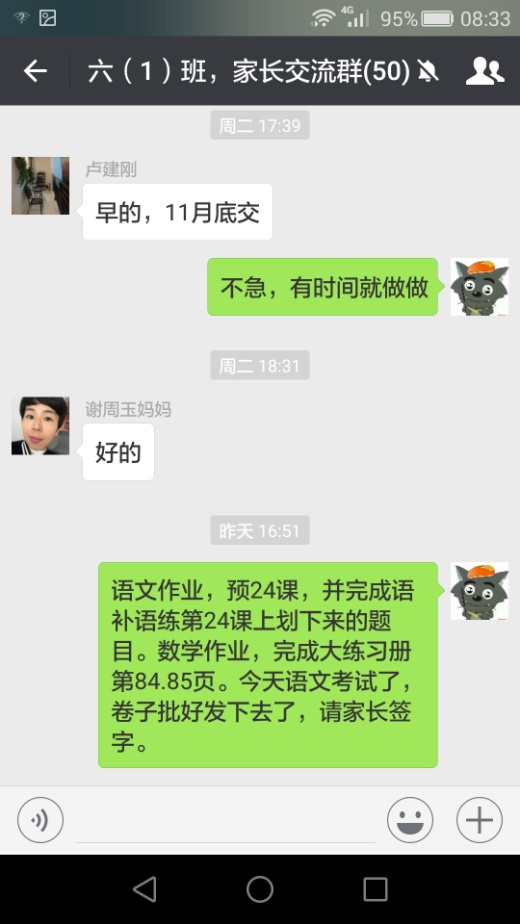 4G 95% 08:33
六（1）班，家长交流群(50)
周二 17:39
卢建刚
早的，11月底交
不急，有时间就做做
周二 18:31
谢周玉妈妈
好的
昨天 16:51
语文作业，预24课，并完成语
补语练第24课上划下来的题
目。数学作业，完成大练习册
第84.85页。今天语文考试了，
卷子批好发下去了，请家长签
字。